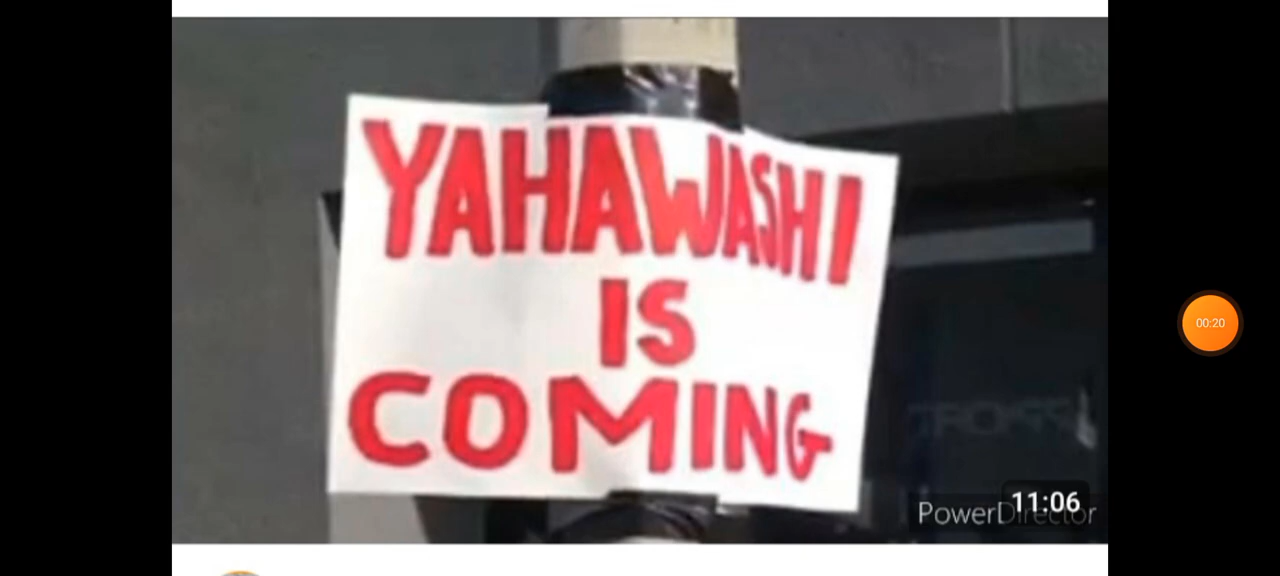 YAHAWASHI
IS
COMING
11:06
PowerDirector
00:20